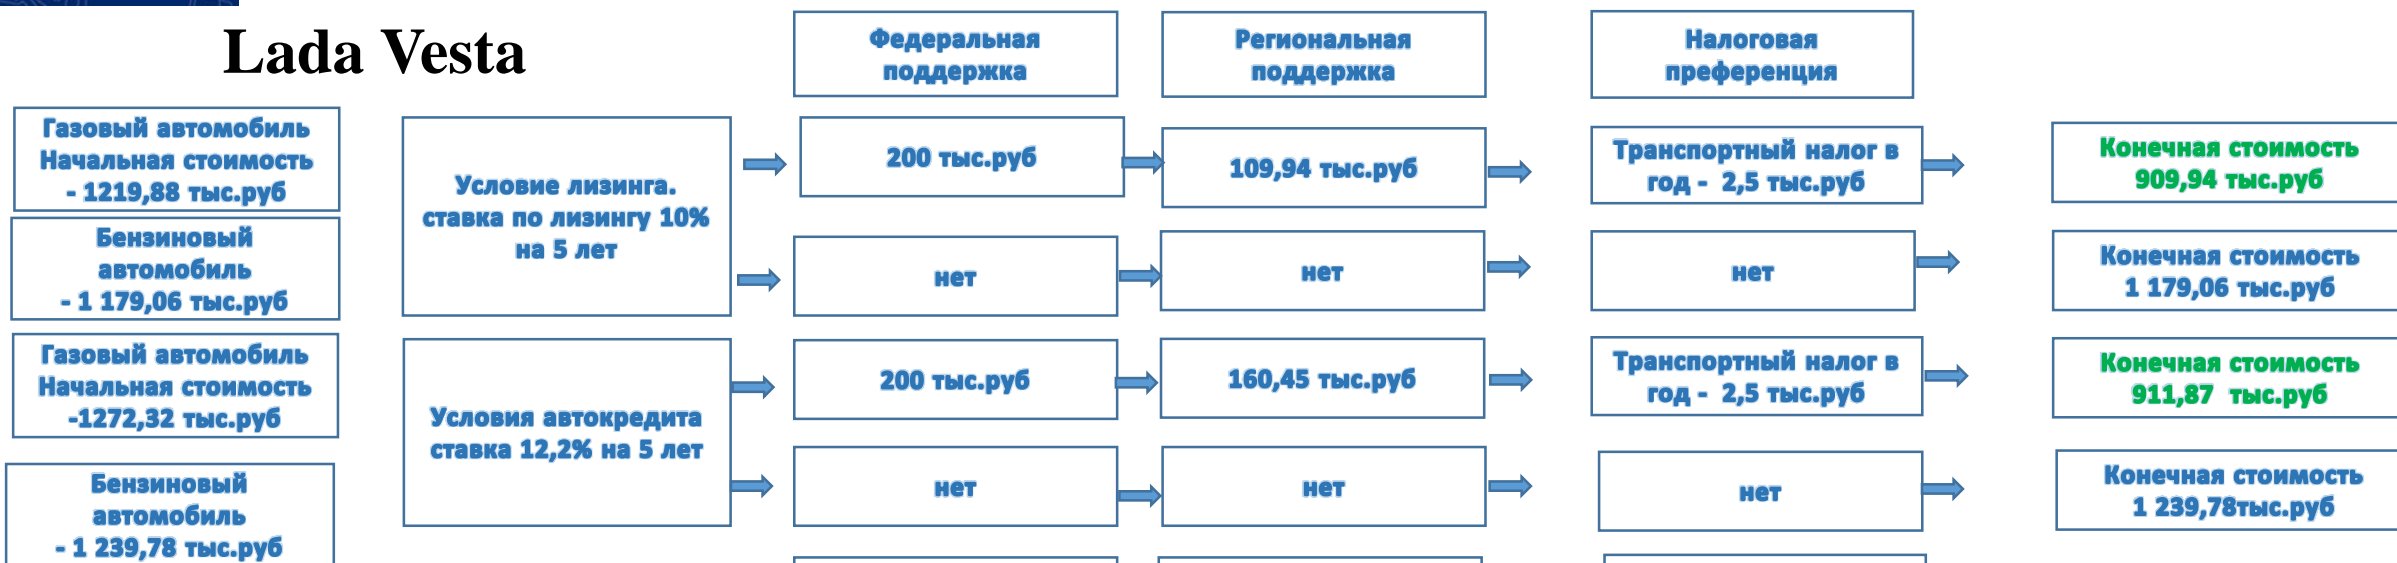 Lada Vesta
Федеральная
поддержка
Региональная
поддержка
Налоговая
преференция
Газовый автомобиль
Начальная стоимость
- 1219,88 тыс.руб
Условие лизинга.
ставка по лизингу 10%
на 5 лет
200 тыс.руб
109,94 тыс.руб
Транспортный налог в
год - 2,5 тыс.руб
Конечная стоимость
909,94 тыс.руб
Бензиновый
автомобиль
- 1 179,06 тыс.руб
нет
нет
нет
Конечная стоимость
1 179,06 тыс.руб
Газовый автомобиль
Начальная стоимость
-1272,32 тыс.руб
Условия автокредита
ставка 12,2% на 5 лет
200 тыс.руб
160,45 тыс.руб
Транспортный налог в
год - 2,5 тыс.руб
Конечная стоимость
911,87 тыс.руб
Бензиновый
автомобиль
- 1 239,78 тыс.руб
нет
нет
нет
Конечная стоимость
1 239,78тыс.руб